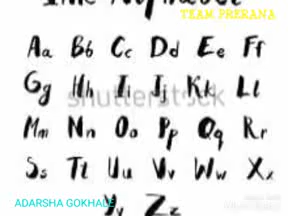 TEAM PRERANA
Aa Bb Cc Dd Ee Ff
Gg Hh Ii Jj Kk Ll
shutterstock
Mm Nn Oo Pp Qq Rr
Ss Tt Uu Vv Ww Xx
ADARSHA GOKHALE
Yy Zz